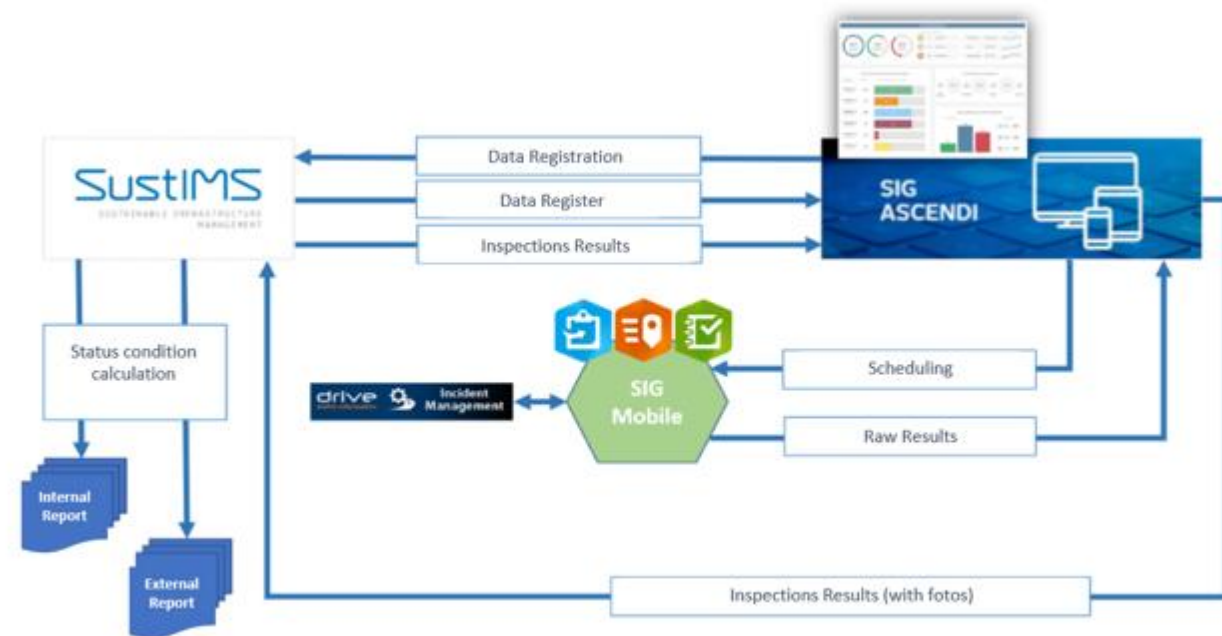 Data Registration
SustIMS
SUSTAINABLE INFRASTRUCTURE
MANAGEMENT
Data Register
SIG
ASCENDI
Inspections Results
Status condition
calculation
Scheduling
drive
Incident
Management
SIG
Mobile
Raw Results
Internal
Report
External
Report
Inspections Results (with fotos)